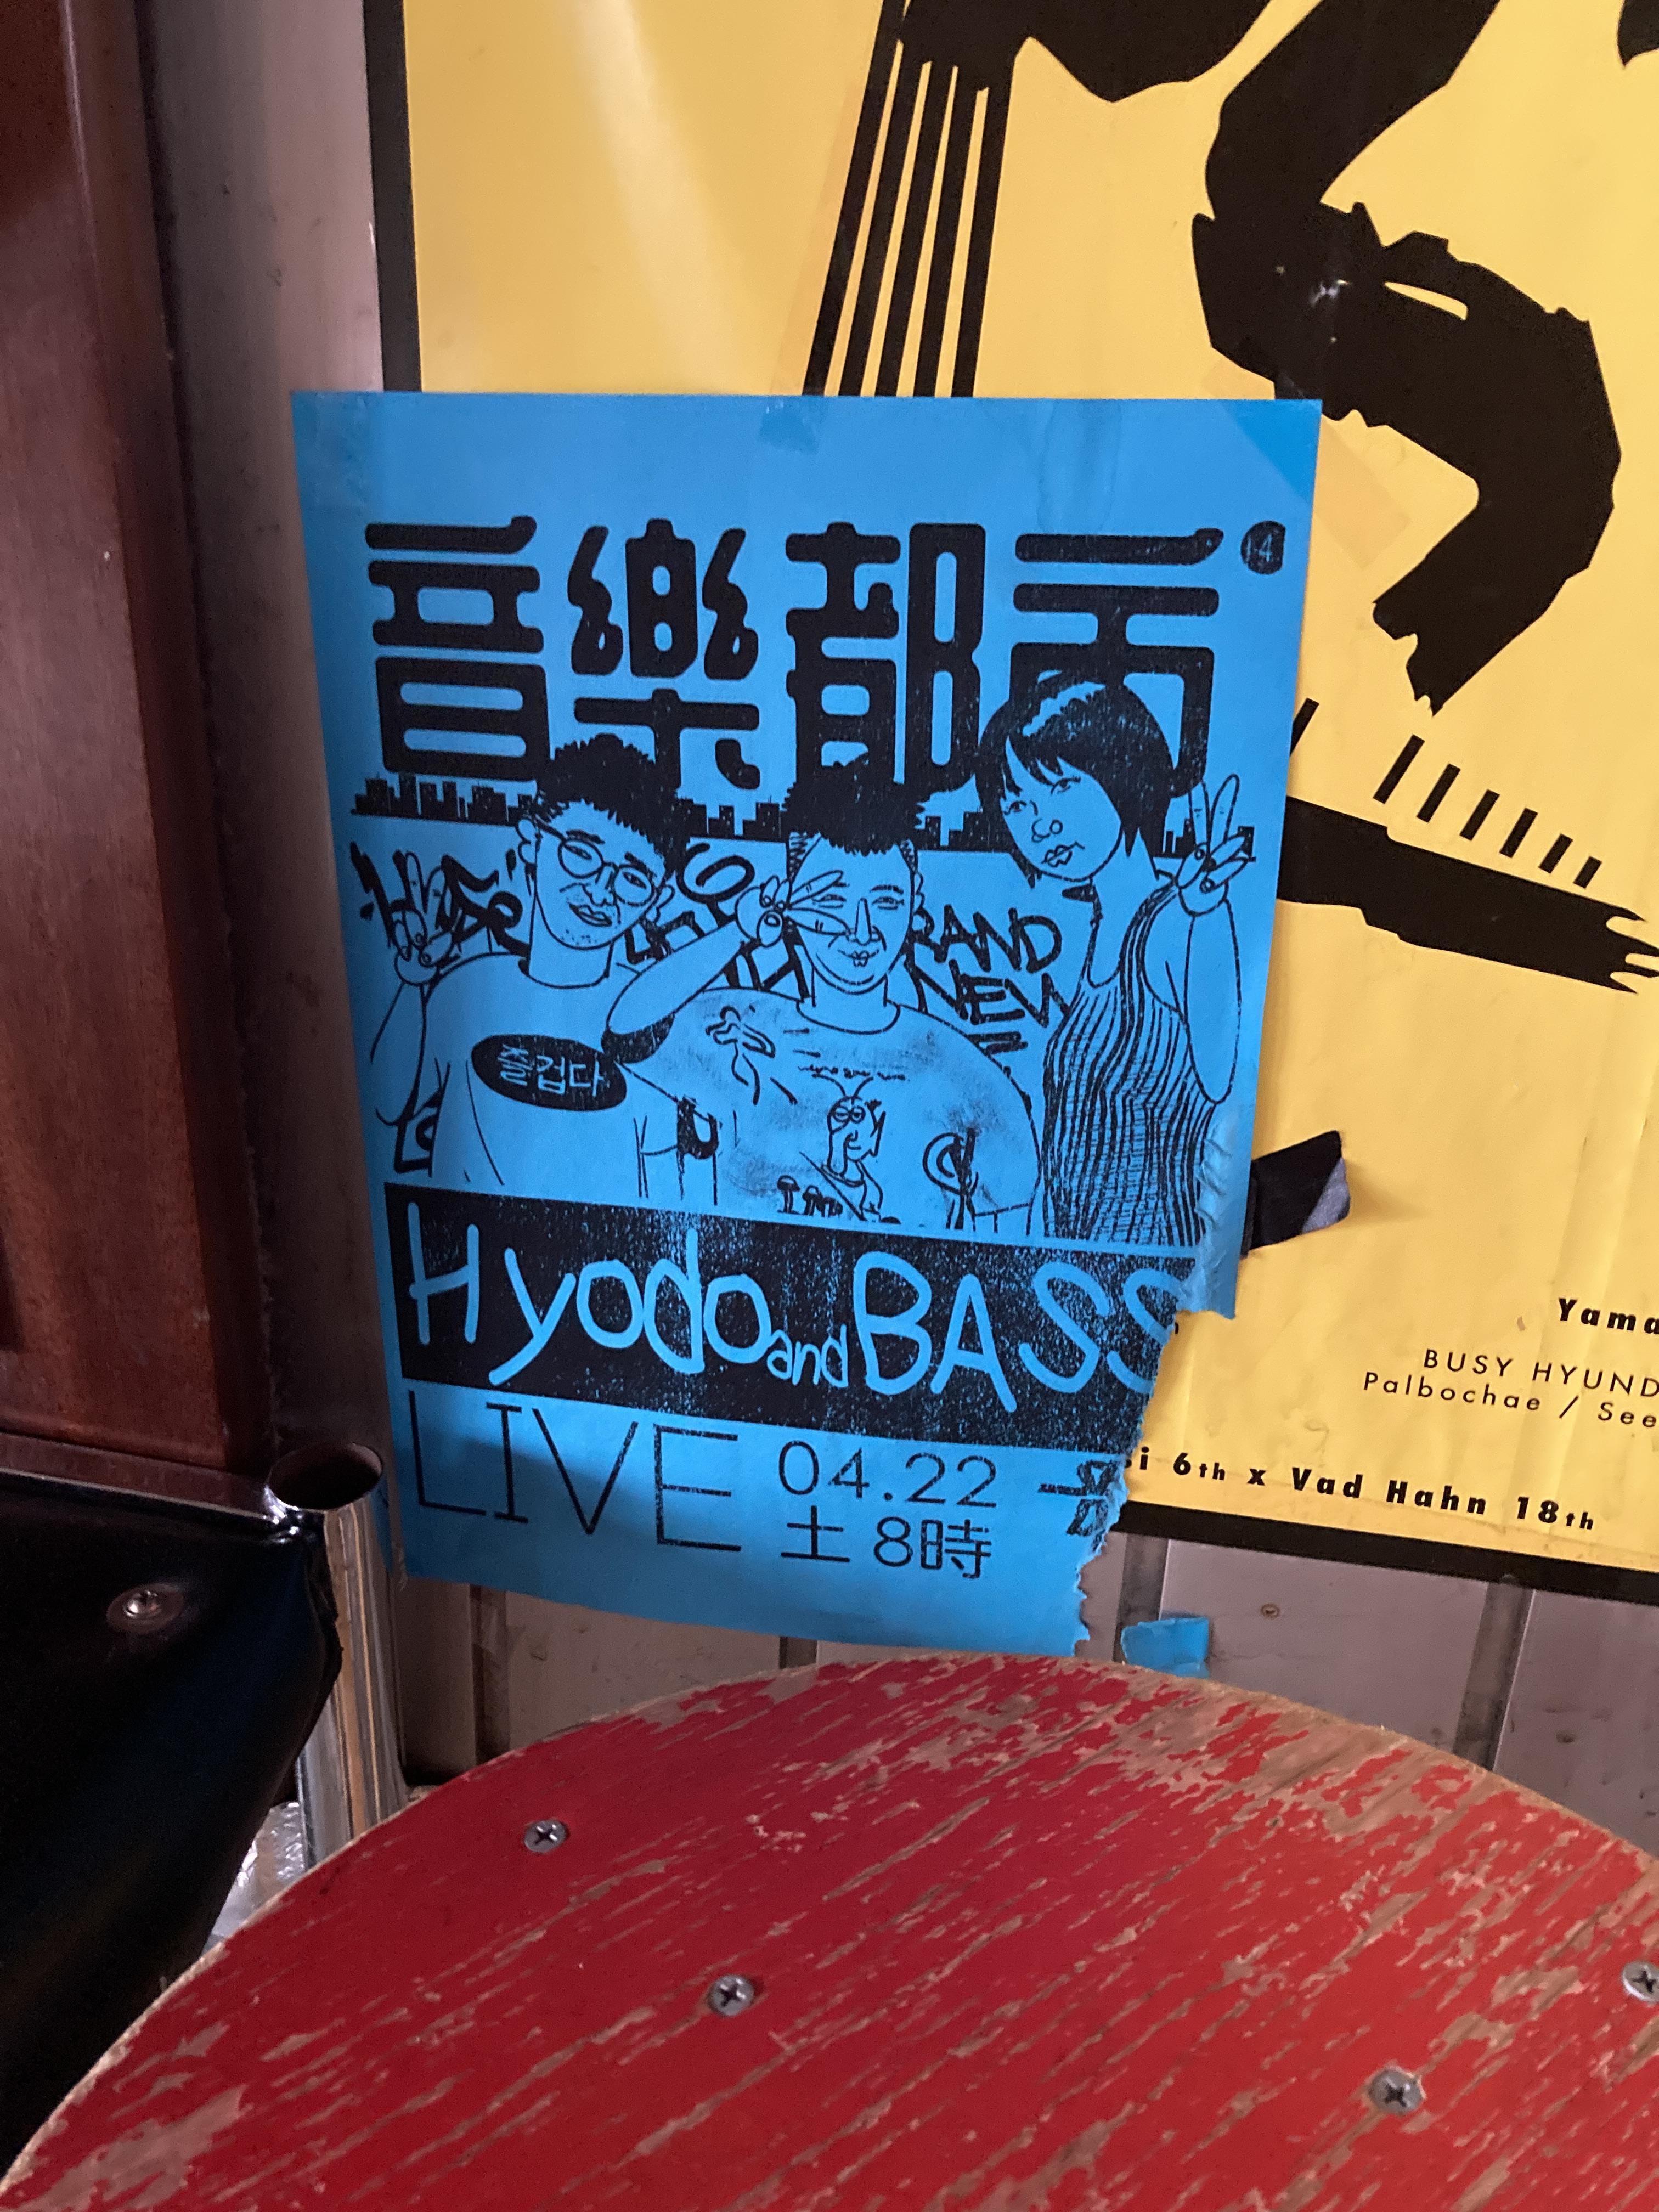 音樂都市
14
BRAND
NEW
즐겁다
Hyodo and BASS
LIVE 04.22
土 8時
Yama
BUSY HYUND
Palbochae / See
i 6th x Vad Hahn 18th